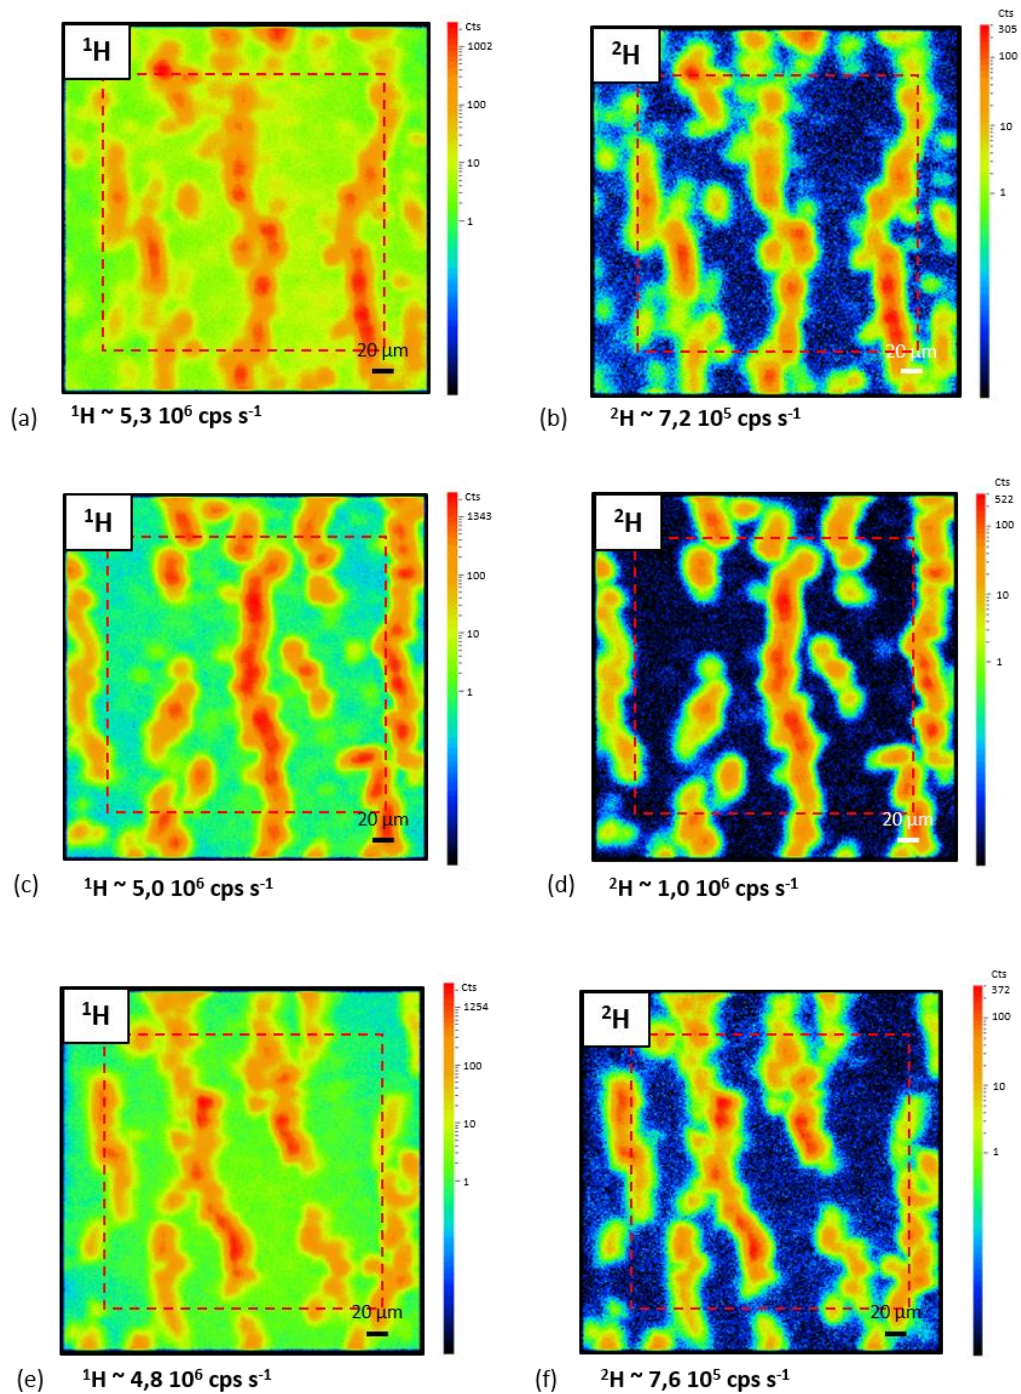 ¹H
Cts
1002
100
10
1
20 µm
(a) ¹H ~ 5,3 10⁶ cps s⁻¹
²H
Cts
305
100
10
1
20 µm
(b) ²H ~ 7,2 10⁵ cps s⁻¹
¹H
Cts
1343
100
10
1
20 µm
(c) ¹H ~ 5,0 10⁶ cps s⁻¹
²H
Cts
522
100
10
1
20 µm
(d) ²H ~ 1,0 10⁶ cps s⁻¹
¹H
Cts
1254
100
10
1
20 µm
(e) ¹H ~ 4,8 10⁶ cps s⁻¹
²H
Cts
372
100
10
1
20 µm
(f) ²H ~ 7,6 10⁵ cps s⁻¹